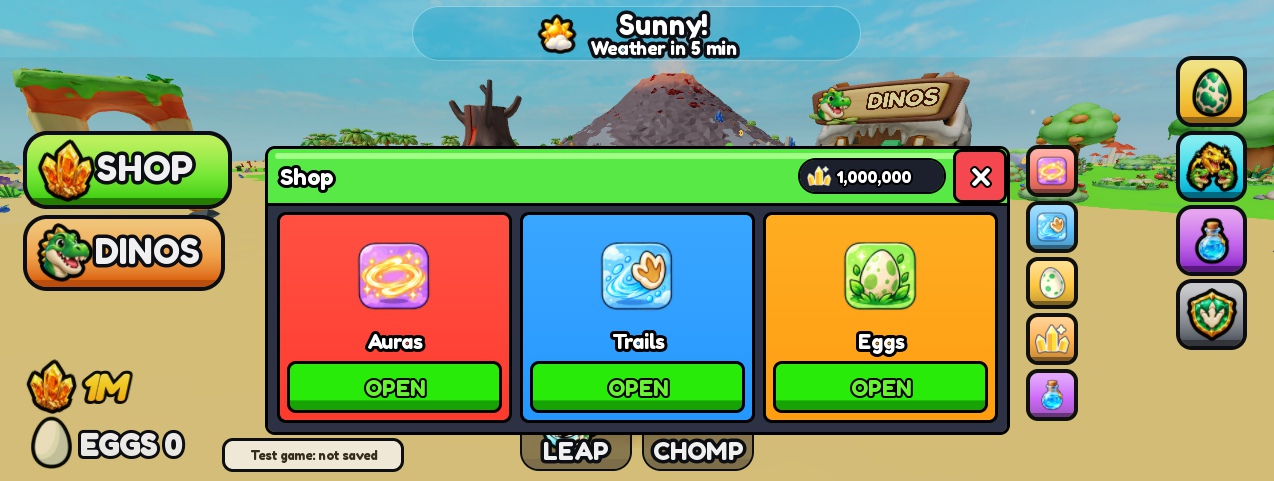 Sunny!
Weather in 5 min
DINOS
SHOP
DINOS
Shop
1,000,000
Auras
Trails
Eggs
OPEN
OPEN
OPEN
1M
EGGS 0
Test game: not saved
LEAP
CHOMP